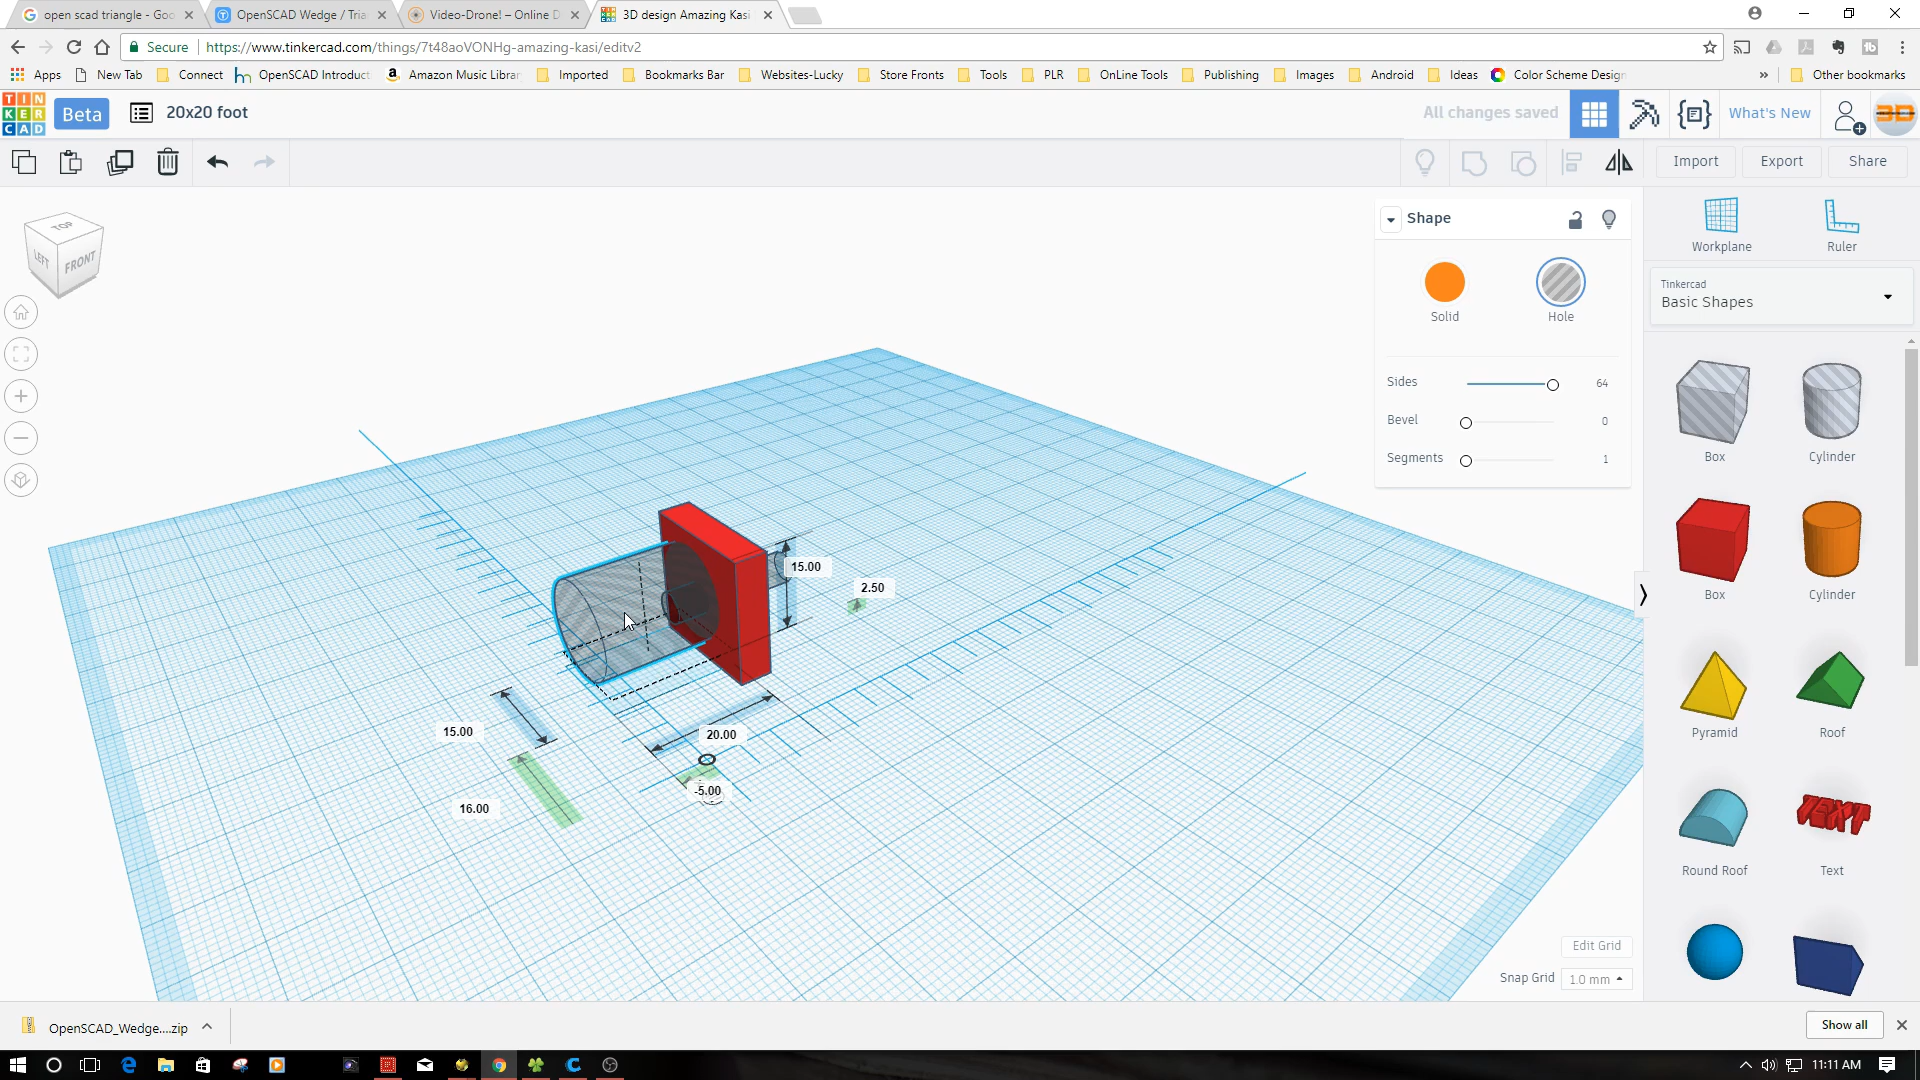 open scad triangle - Goo
OpenSCAD Wedge / Tria
Video-Drone! – Online D
3D design Amazing Kasi
Secure
https://www.tinkercad.com/things/7t48aoVONHg-amazing-kasi/editv2
Apps
New Tab
Connect
OpenSCAD Introduct
Amazon Music Librar
Imported
Bookmarks Bar
Websites-Lucky
Store Fronts
Tools
PLR
OnLine Tools
Publishing
Images
Android
Ideas
Color Scheme Design
»
Other bookmarks
TIN
KER
CAD
Beta
20x20 foot
All changes saved
What's New
3D
Import
Export
Share
TOP
LEFT
FRONT
Shape
Solid
Hole
Sides
64
Bevel
0
Segments
1
Workplane
Ruler
Tinkercad
Basic Shapes
Box
Cylinder
Box
Cylinder
Pyramid
Roof
TEXT
Round Roof
Text
15.00
2.50
15.00
20.00
-5.00
16.00
Edit Grid
Snap Grid
1.0 mm
OpenSCAD_Wedge....zip
Show all
11:11 AM